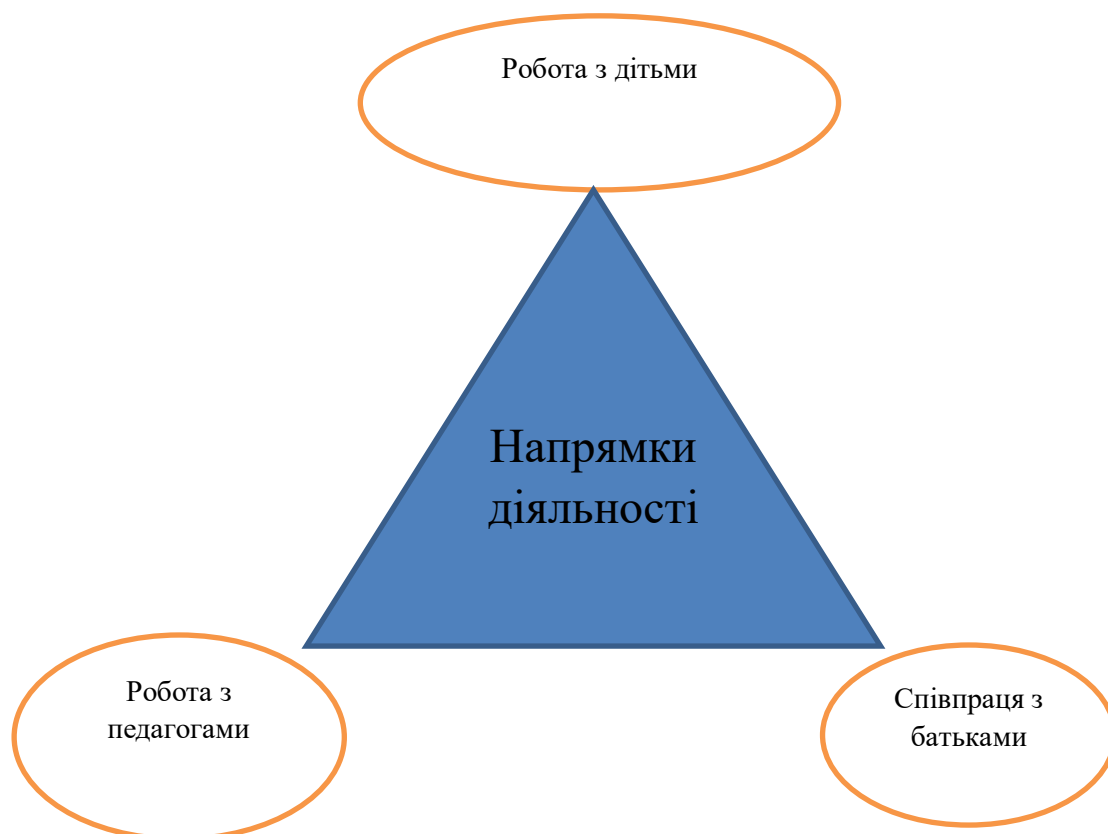 Робота з дітьми
Напрямки
діяльності
Робота з
педагогами
Співпраця з
батьками